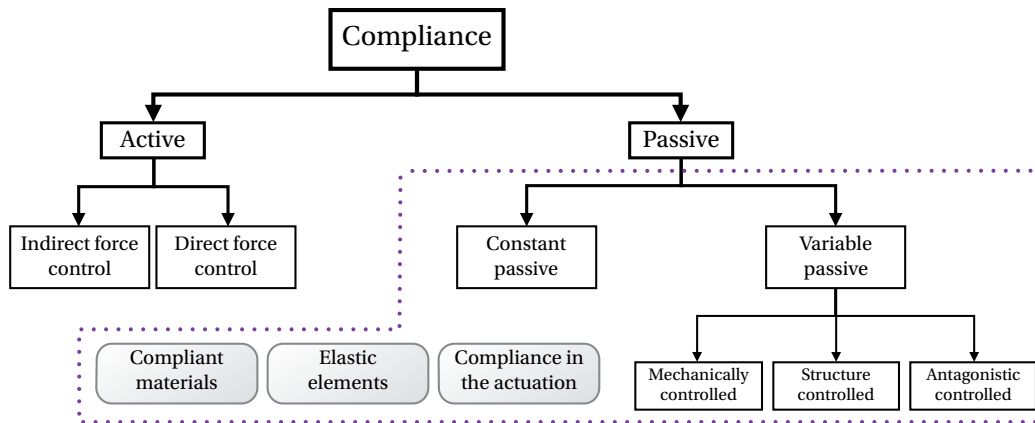 Compliance
Active
Passive
Indirect force
control
Direct force
control
Constant
passive
Variable
passive
Compliant
materials
Elastic
elements
Compliance in
the actuation
Mechanically
controlled
Structure
controlled
Antagonistic
controlled